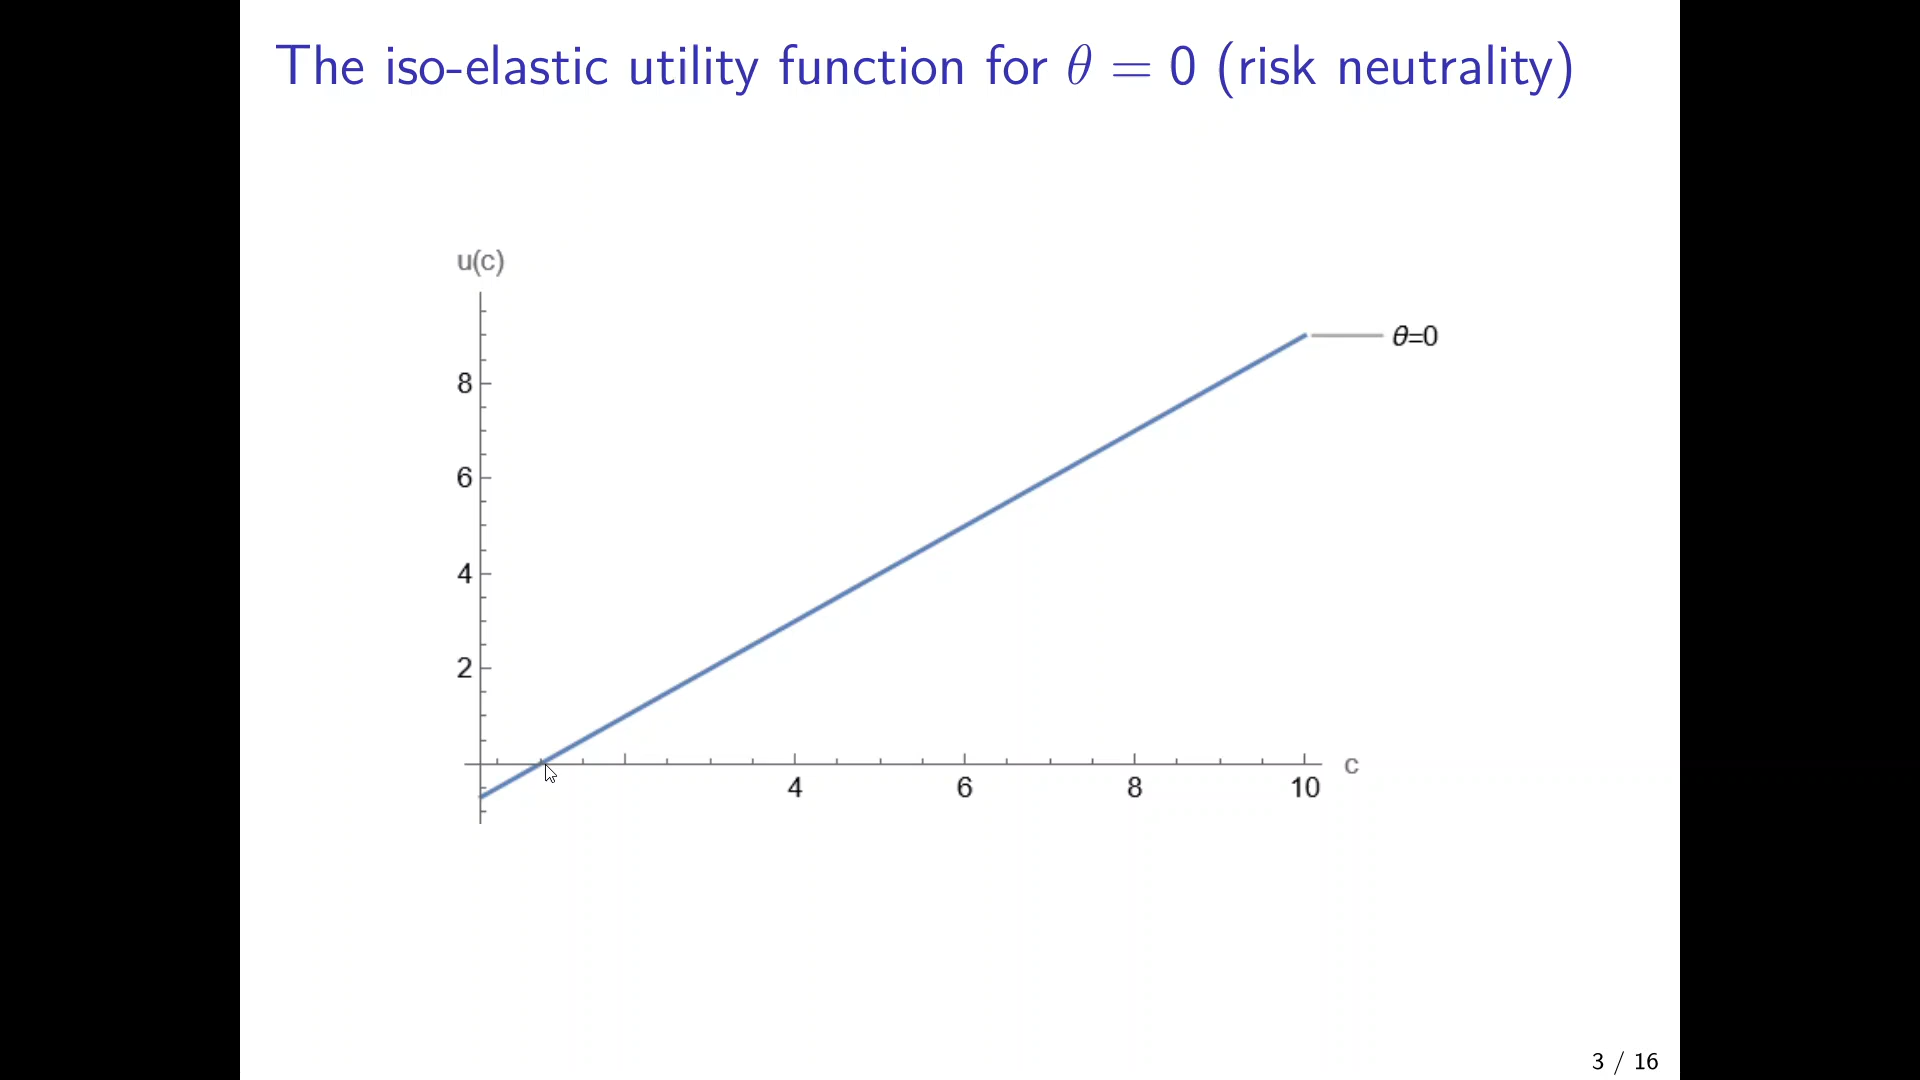 The iso-elastic utility function for θ = 0 (risk neutrality)
u(c)
θ=0
8
6
4
2
4 6 8 10 c
3 / 16